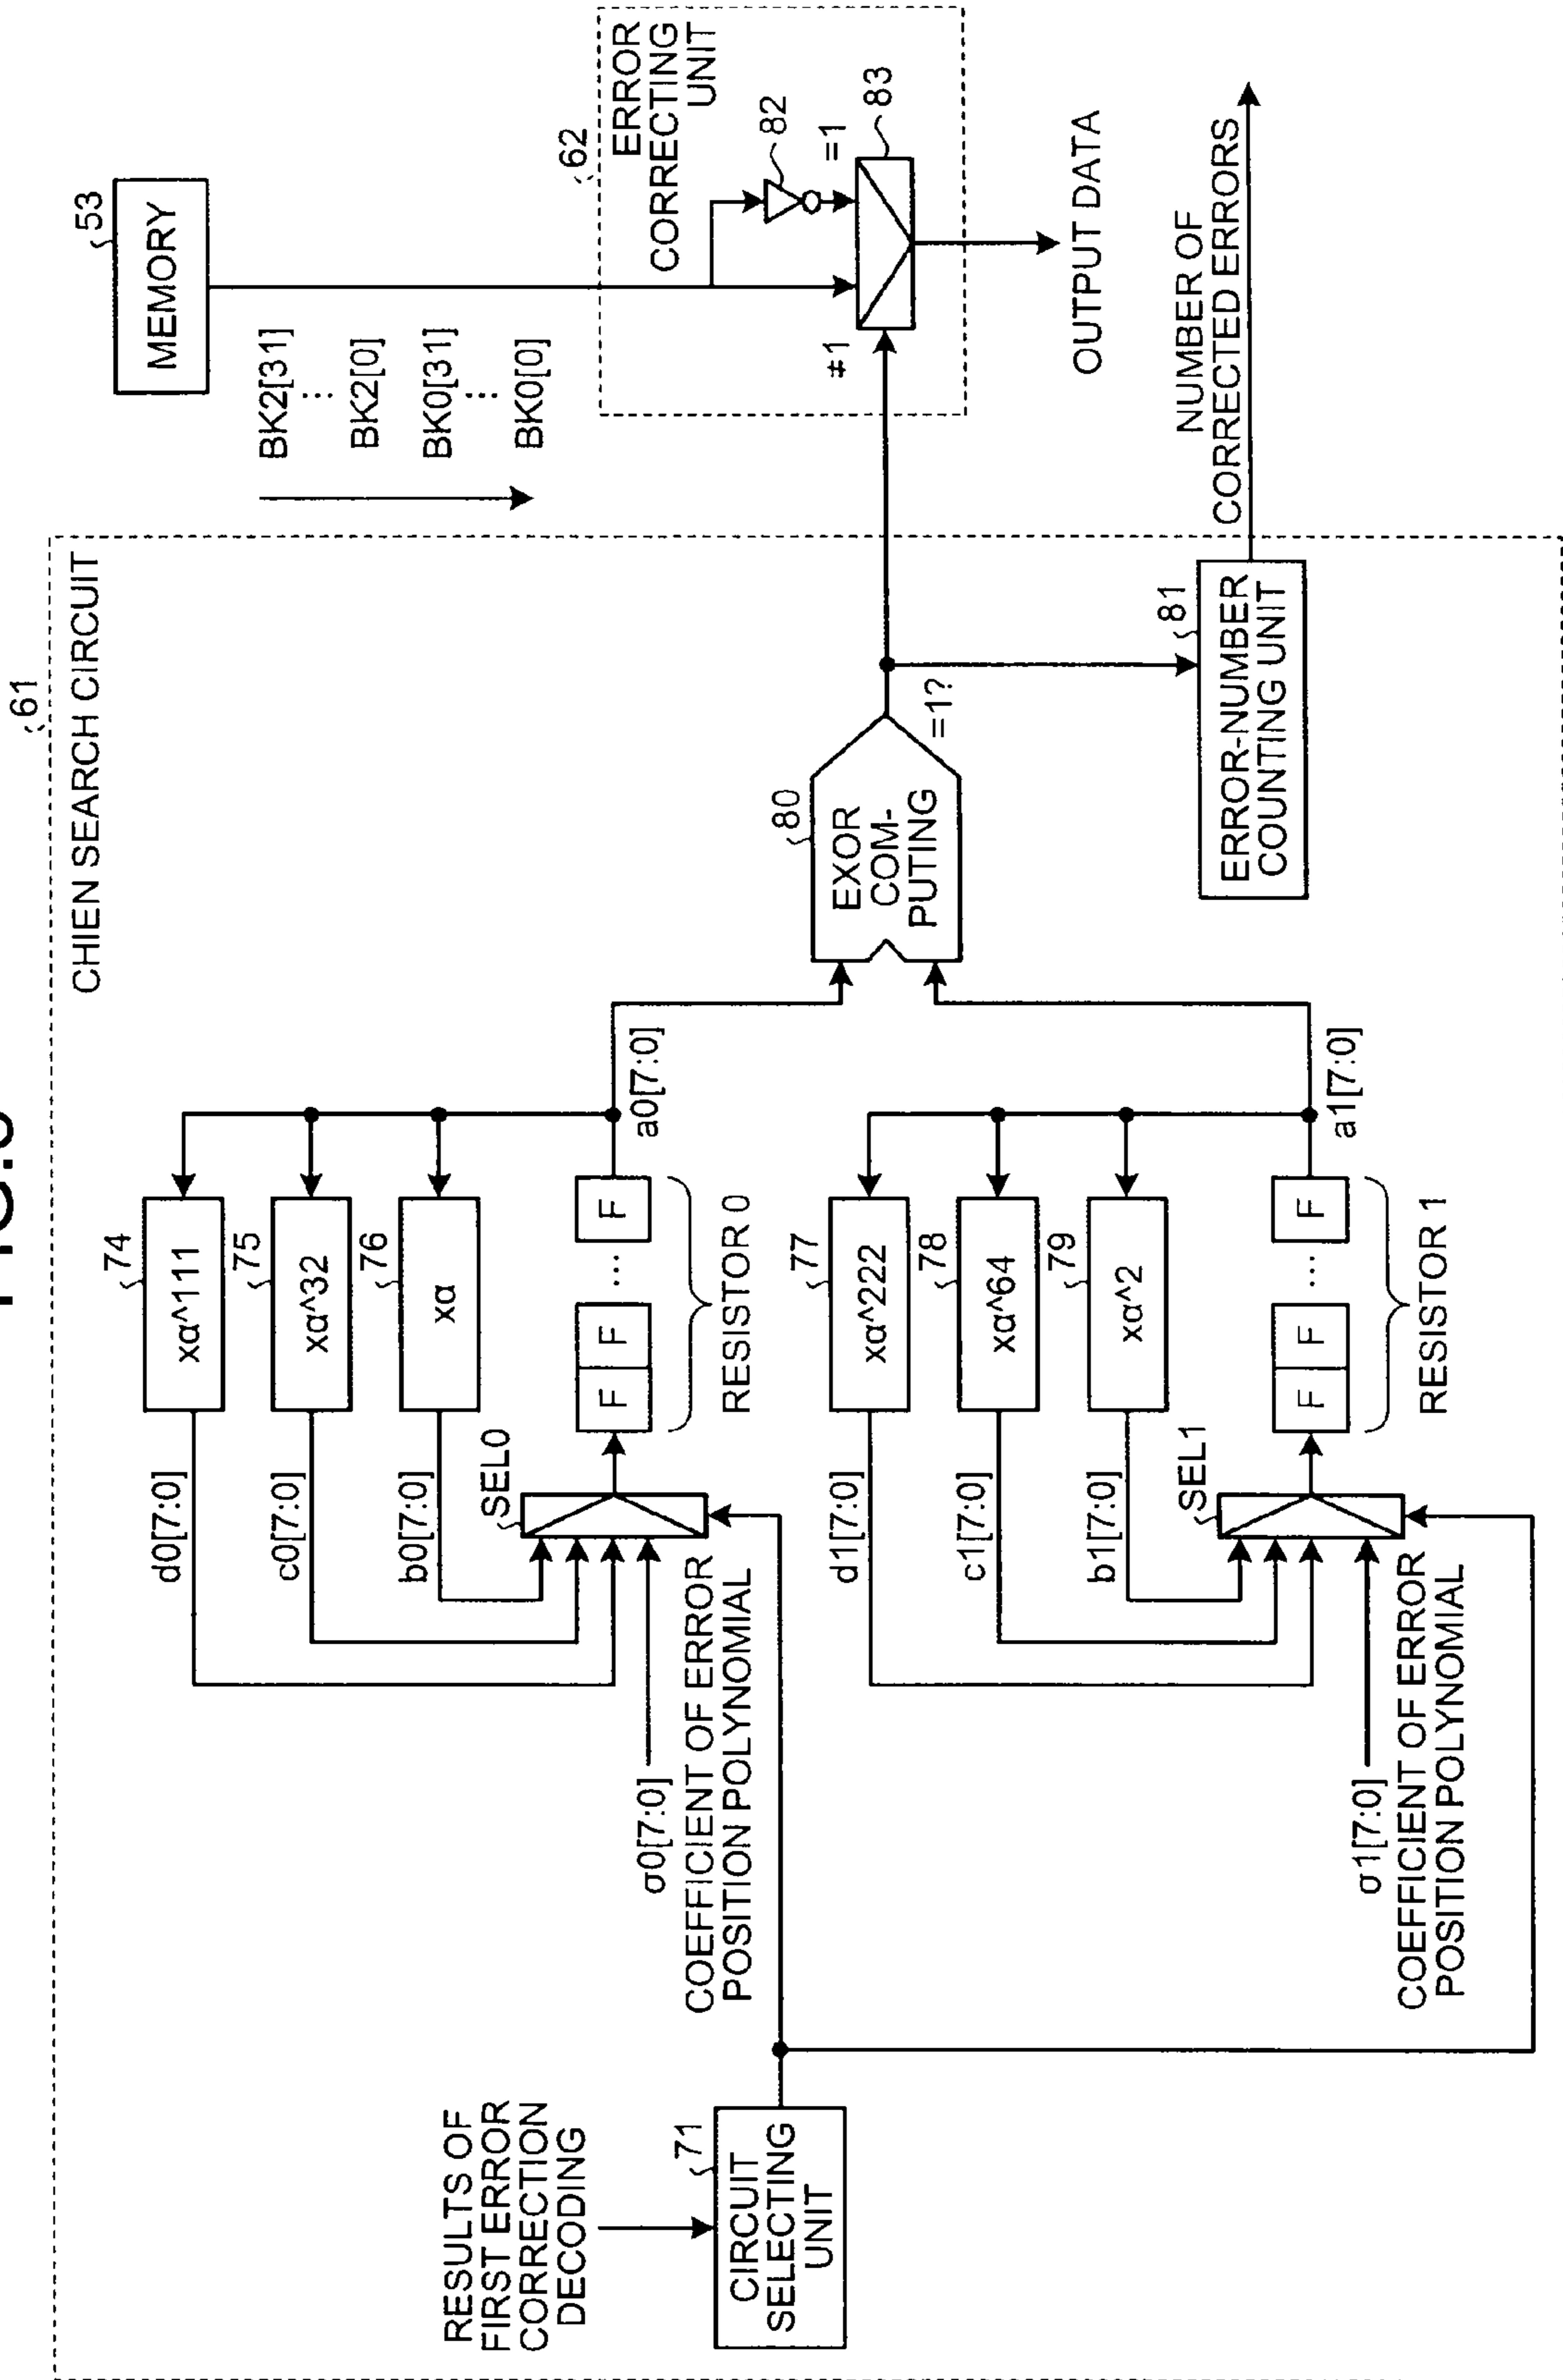 61
CHIEN SEARCH CIRCUIT
RESULTS OF
FIRST ERROR
CORRECTION
DECODING
71
CIRCUIT
SELECTING
UNIT
74
xα^111
d0[7:0]
75
xα^32
c0[7:0]
76
xα
b0[7:0]
SEL0
F
F
...
F
RESISTOR 0
a0[7:0]
σ0[7:0]
COEFFICIENT OF ERROR
POSITION POLYNOMIAL
77
xα^222
d1[7:0]
78
xα^64
c1[7:0]
79
xα^2
b1[7:0]
SEL1
F
F
...
F
RESISTOR 1
a1[7:0]
σ1[7:0]
COEFFICIENT OF ERROR
POSITION POLYNOMIAL
80
EXOR
COM-
PUTING
=1?
81
ERROR-NUMBER
COUNTING UNIT
NUMBER OF
CORRECTED ERRORS
53
MEMORY
BK2[31]
⋮
BK2[0]
BK0[31]
⋮
BK0[0]
62
ERROR
CORRECTING
UNIT
82
=1
≠1
83
OUTPUT DATA